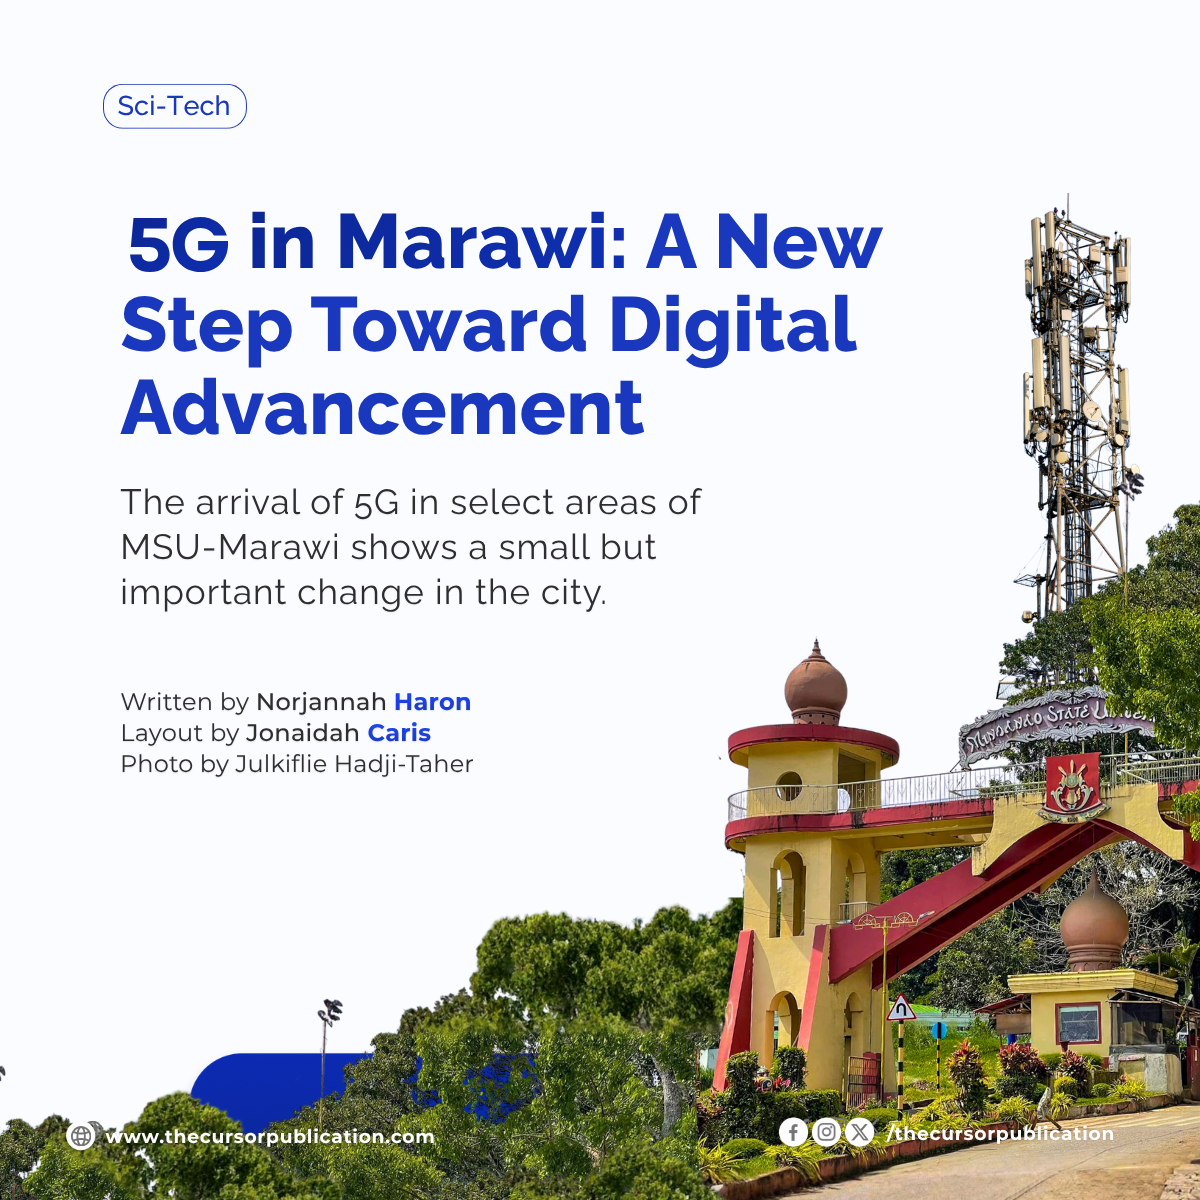 Sci-Tech
5G in Marawi: A New
Step Toward Digital
Advancement
The arrival of 5G in select areas of
MSU-Marawi shows a small but
important change in the city.
Written by Norjannah Haron
Layout by Jonaidah Caris
Photo by Julkiflie Hadji-Taher
MINDANAO STATE
www.thecursorpublication.com
/thecursorpublication